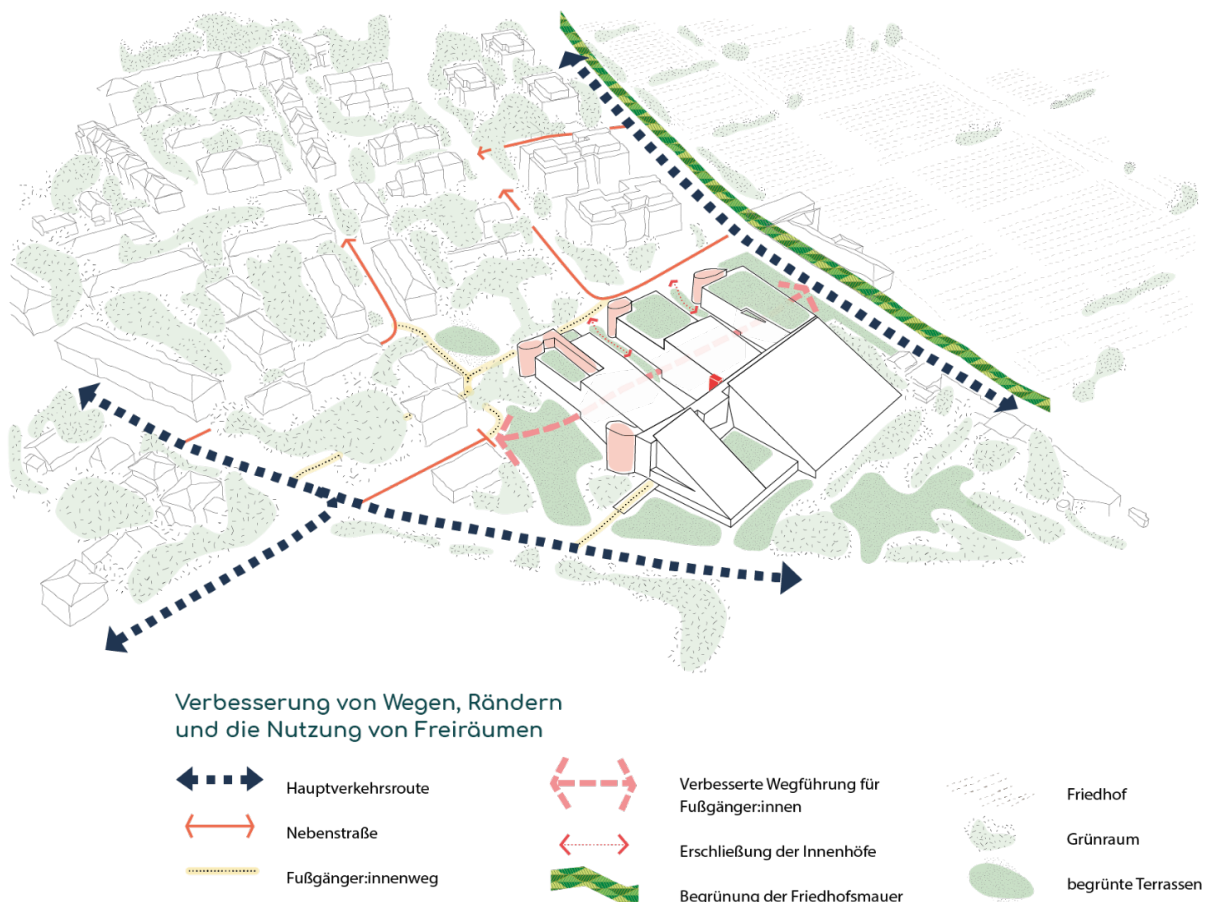 Verbesserung von Wegen, Rändern
und die Nutzung von Freiräumen
Hauptverkehrsroute
Nebenstraße
Fußgänger:innenweg
Verbesserte Wegführung für
Fußgänger:innen
Erschließung der Innenhöfe
Begrünung der Friedhofsmauer
Friedhof
Grünraum
begrünte Terrassen